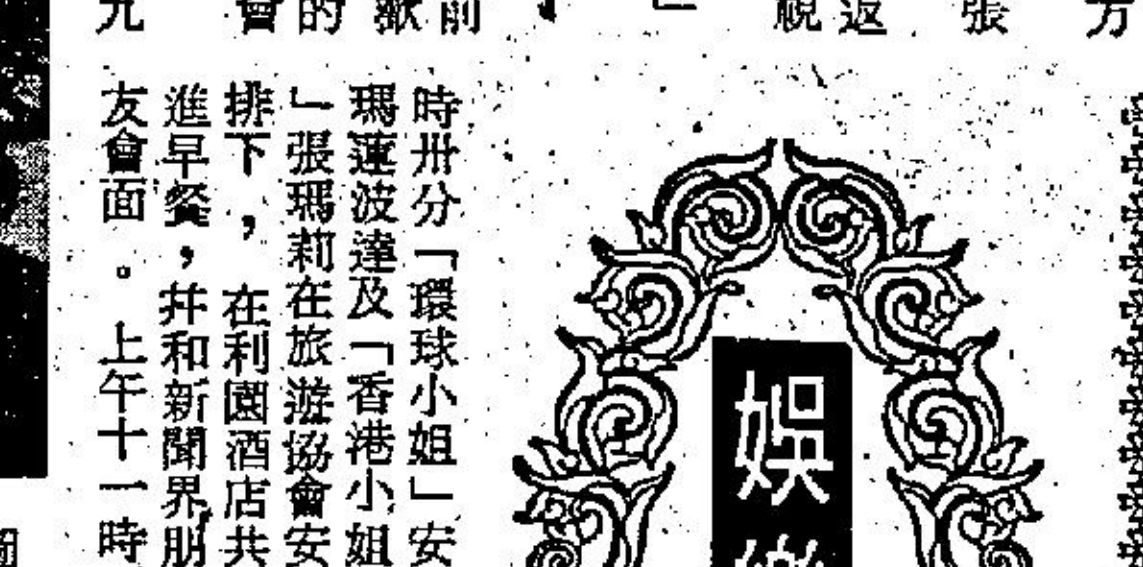 娛
時卅分「環球小姐」安
瑪蓮波達及「香港小姐
」張瑪莉在旅遊協會安
排下，在利園酒店共
進早餐，幷和新聞界朋
友會面。上午十一時